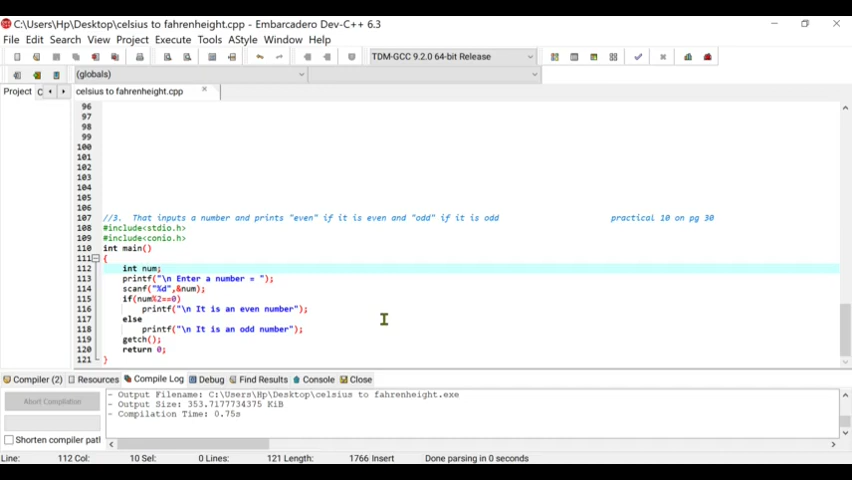 C:\Users\Hp\Desktop\celsius to fahrenheight.cpp - Embarcadero Dev-C++ 6.3
File Edit Search View Project Execute Tools AStyle Window Help
TDM-GCC 9.2.0 64-bit Release
(globals)
Project C celsius to fahrenheight.cpp
96
97
98
99
100
101
102
103
104
105
106
107 //3. That inputs a number and prints "even" if it is even and "odd" if it is odd practical 10 on pg 30
108 #include<stdio.h>
109 #include<conio.h>
110 int main()
111 {
112 int num;
113 printf("\n Enter a number = ");
114 scanf("%d",&num);
115 if(num%2==0)
116 printf("\n It is an even number");
117 else
118 printf("\n It is an odd number");
119 getch();
120 return 0;
121 }
Compiler (2) Resources Compile Log Debug Find Results Console Close
Abort Compilation
Shorten compiler path
- Output Filename: C:\Users\Hp\Desktop\celsius to fahrenheight.exe
- Output Size: 353.7177734375 KiB
- Compilation Time: 0.75s
Line: 112 Col: 10 Sel: 0 Lines: 121 Length: 1766 Insert Done parsing in 0 seconds